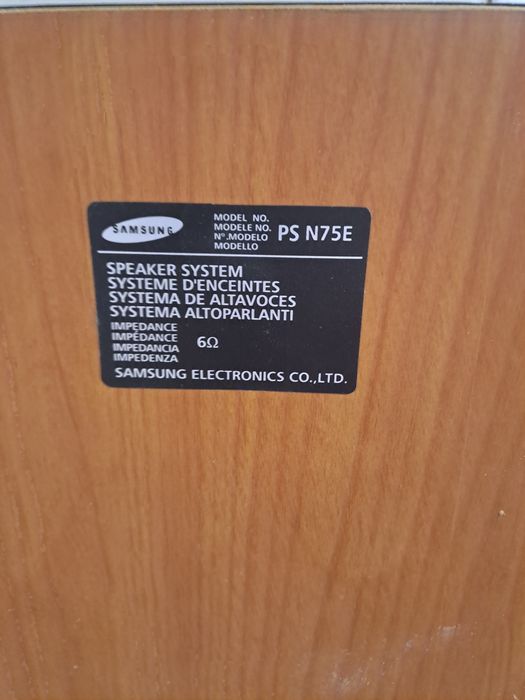 SAMSUNG
MODEL NO.
MODELE NO.
Nº.MODELO
MODELLO
PS N75E
SPEAKER SYSTEM
SYSTEME D'ENCEINTES
SYSTEMA DE ALTAVOCES
SYSTEMA ALTOPARLANTI
IMPEDANCE
IMPÉDANCE
IMPEDANCIA
IMPEDENZA
6Ω
SAMSUNG ELECTRONICS CO.,LTD.